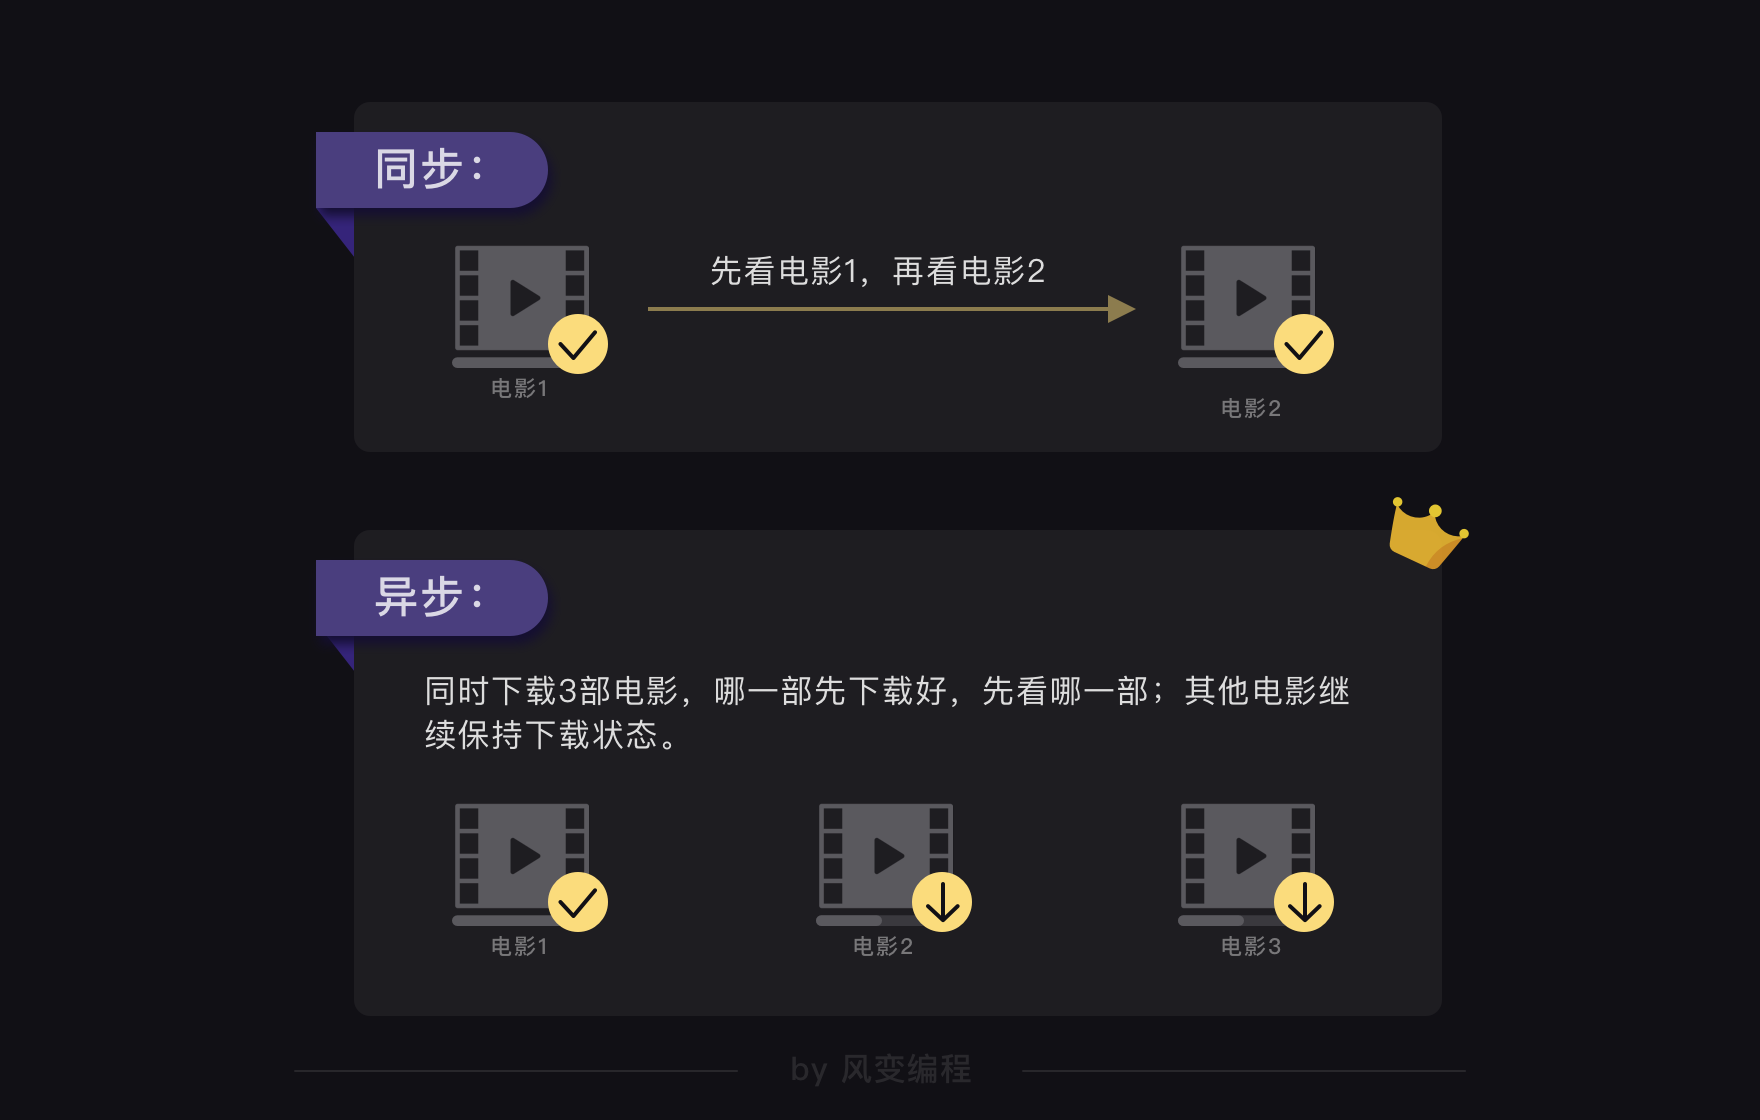 同步：
先看电影1，再看电影2
电影1
电影2
异步：
同时下载3部电影，哪一部先下载好，先看哪一部；其他电影继
续保持下载状态。
电影1
电影2
电影3
by 风变编程